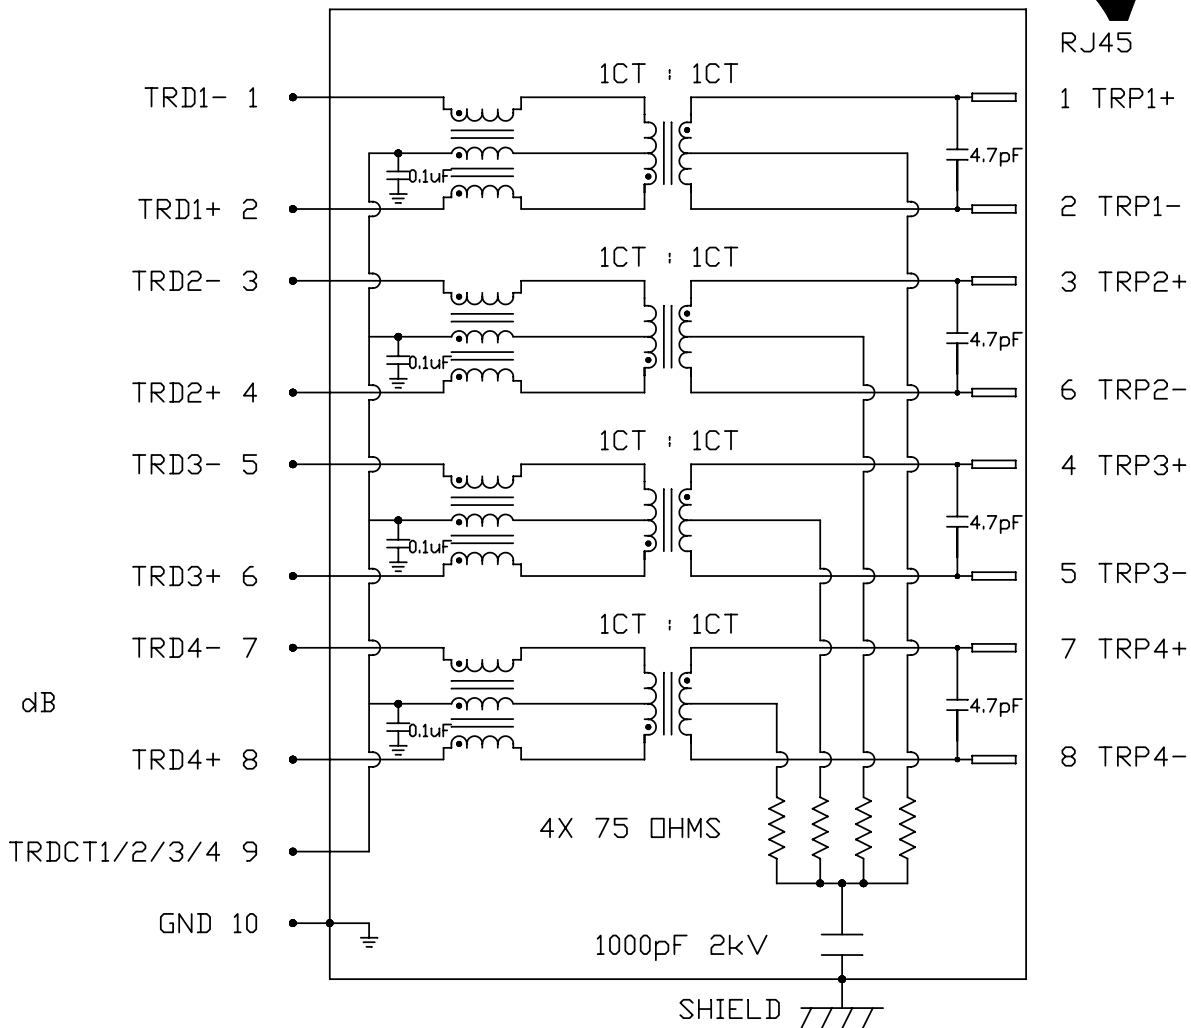 RJ45
1CT : 1CT
TRD1- 1
1 TRP1+
4.7pF
0.1uF
TRD1+ 2
2 TRP1-
1CT : 1CT
TRD2- 3
3 TRP2+
4.7pF
0.1uF
TRD2+ 4
6 TRP2-
1CT : 1CT
TRD3- 5
4 TRP3+
4.7pF
0.1uF
TRD3+ 6
5 TRP3-
1CT : 1CT
TRD4- 7
7 TRP4+
dB
4.7pF
0.1uF
TRD4+ 8
8 TRP4-
4X 75 OHMS
TRDCT1/2/3/4 9
GND 10
1000pF 2kV
SHIELD